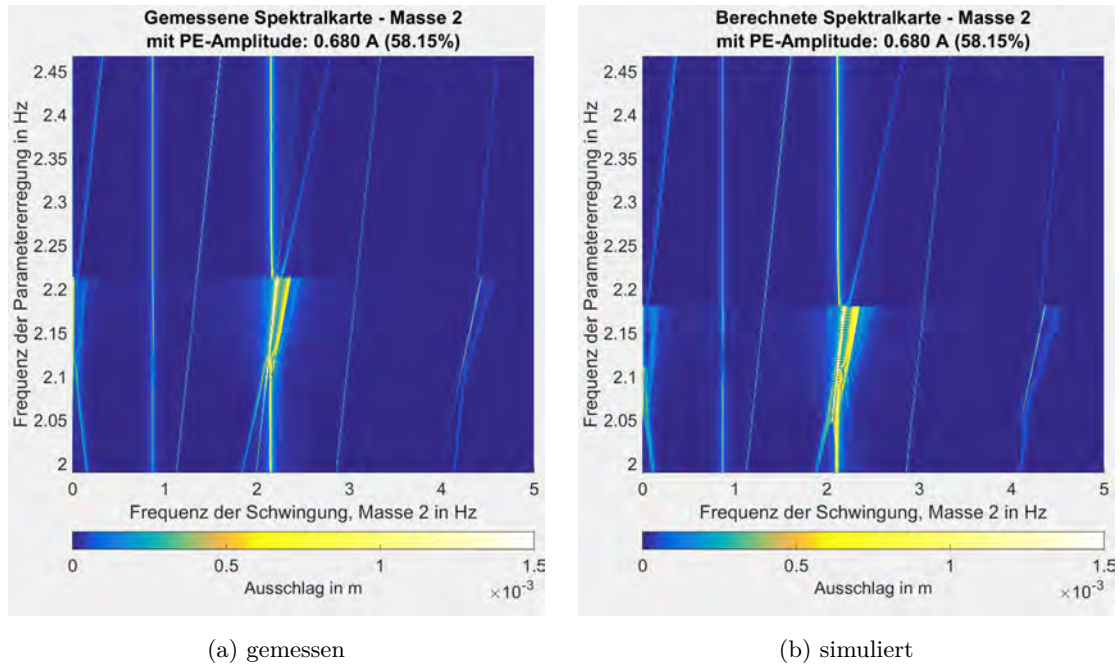 Gemessene Spektralkarte - Masse 2
mit PE-Amplitude: 0.680 A (58.15%)
Frequenz der Parametererregung in Hz
2.45
2.4
2.35
2.3
2.25
2.2
2.15
2.1
2.05
2
0 1 2 3 4 5
Frequenz der Schwingung, Masse 2 in Hz
0 0.5 1 1.5
Ausschlag in m ×10⁻³
(a) gemessen
Berechnete Spektralkarte - Masse 2
mit PE-Amplitude: 0.680 A (58.15%)
Frequenz der Parametererregung in Hz
2.45
2.4
2.35
2.3
2.25
2.2
2.15
2.1
2.05
2
0 1 2 3 4 5
Frequenz der Schwingung, Masse 2 in Hz
0 0.5 1 1.5
Ausschlag in m ×10⁻³
(b) simuliert